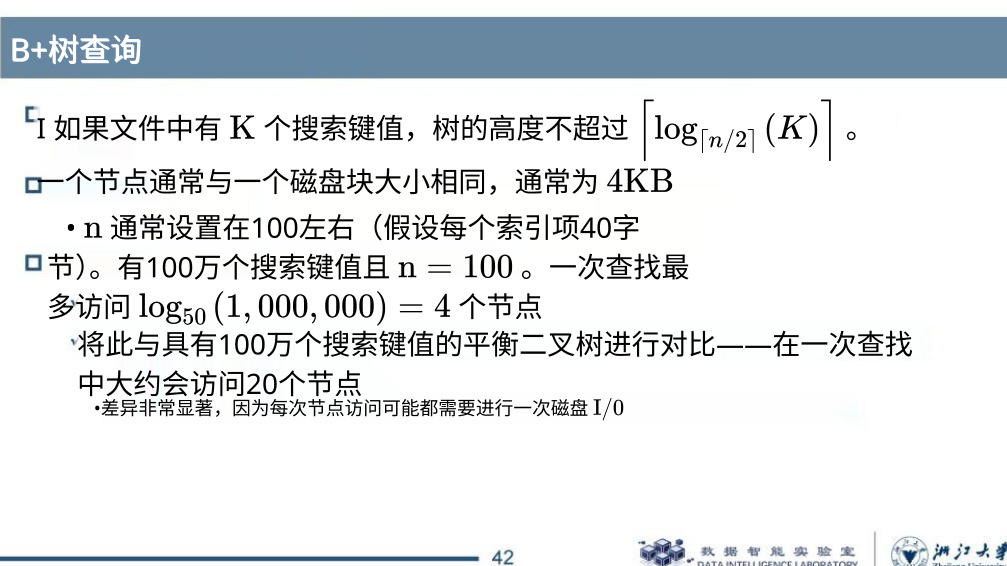 B+树查询
I 如果文件中有 K 个搜索键值，树的高度不超过 ⌈log⌈n/2⌉(K)⌉ 。
一个节点通常与一个磁盘块大小相同，通常为 4KB
• n 通常设置在100左右（假设每个索引项40字
节）。有100万个搜索键值且 n = 100 。一次查找最
多访问 log50(1,000,000) = 4 个节点
将此与具有100万个搜索键值的平衡二叉树进行对比——在一次查找
中大约会访问20个节点
•差异非常显著，因为每次节点访问可能都需要进行一次磁盘 I/0
42
数据智能实验室
DATA INTELLIGENCE LABORATORY
浙江大学